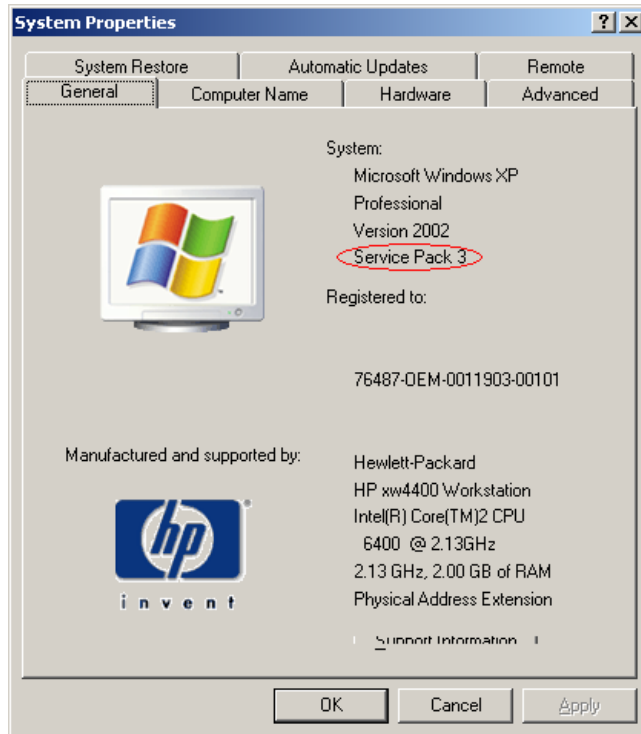 System Properties
System Restore
Automatic Updates
Remote
General
Computer Name
Hardware
Advanced
System:
Microsoft Windows XP
Professional
Version 2002
Service Pack 3
Registered to:
76487-OEM-0011903-00101
Manufactured and supported by:
Hewlett-Packard
HP xw4400 Workstation
Intel(R) Core(TM)2 CPU
6400 @ 2.13GHz
2.13 GHz, 2.00 GB of RAM
Physical Address Extension
hp
invent
Support Information
OK
Cancel
Apply